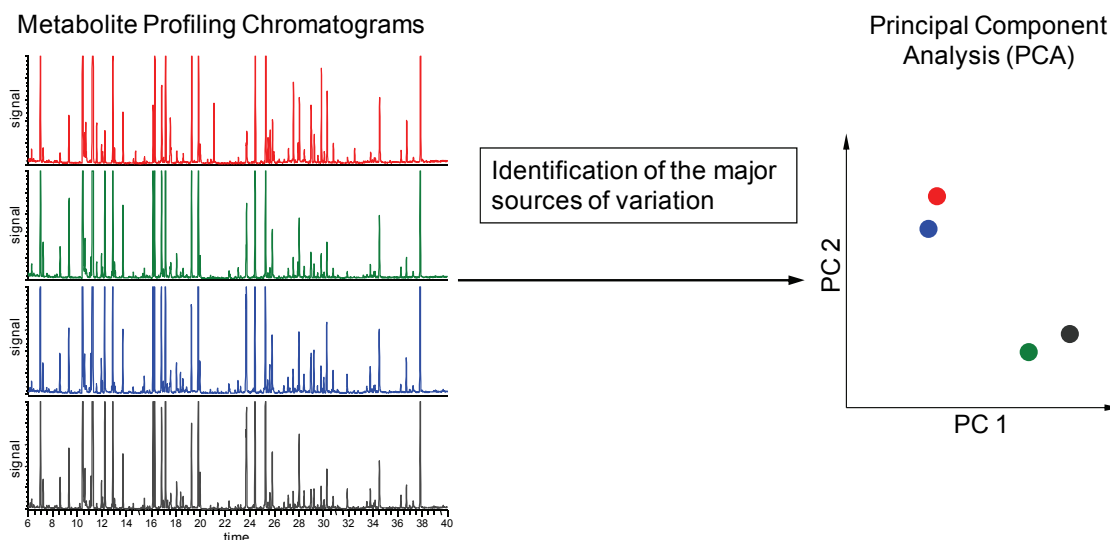 Metabolite Profiling Chromatograms
signal
signal
signal
signal
6 8 10 12 14 16 18 20 22 24 26 28 30 32 34 36 38 40
time
Identification of the major
sources of variation
Principal Component
Analysis (PCA)
PC 2
PC 1